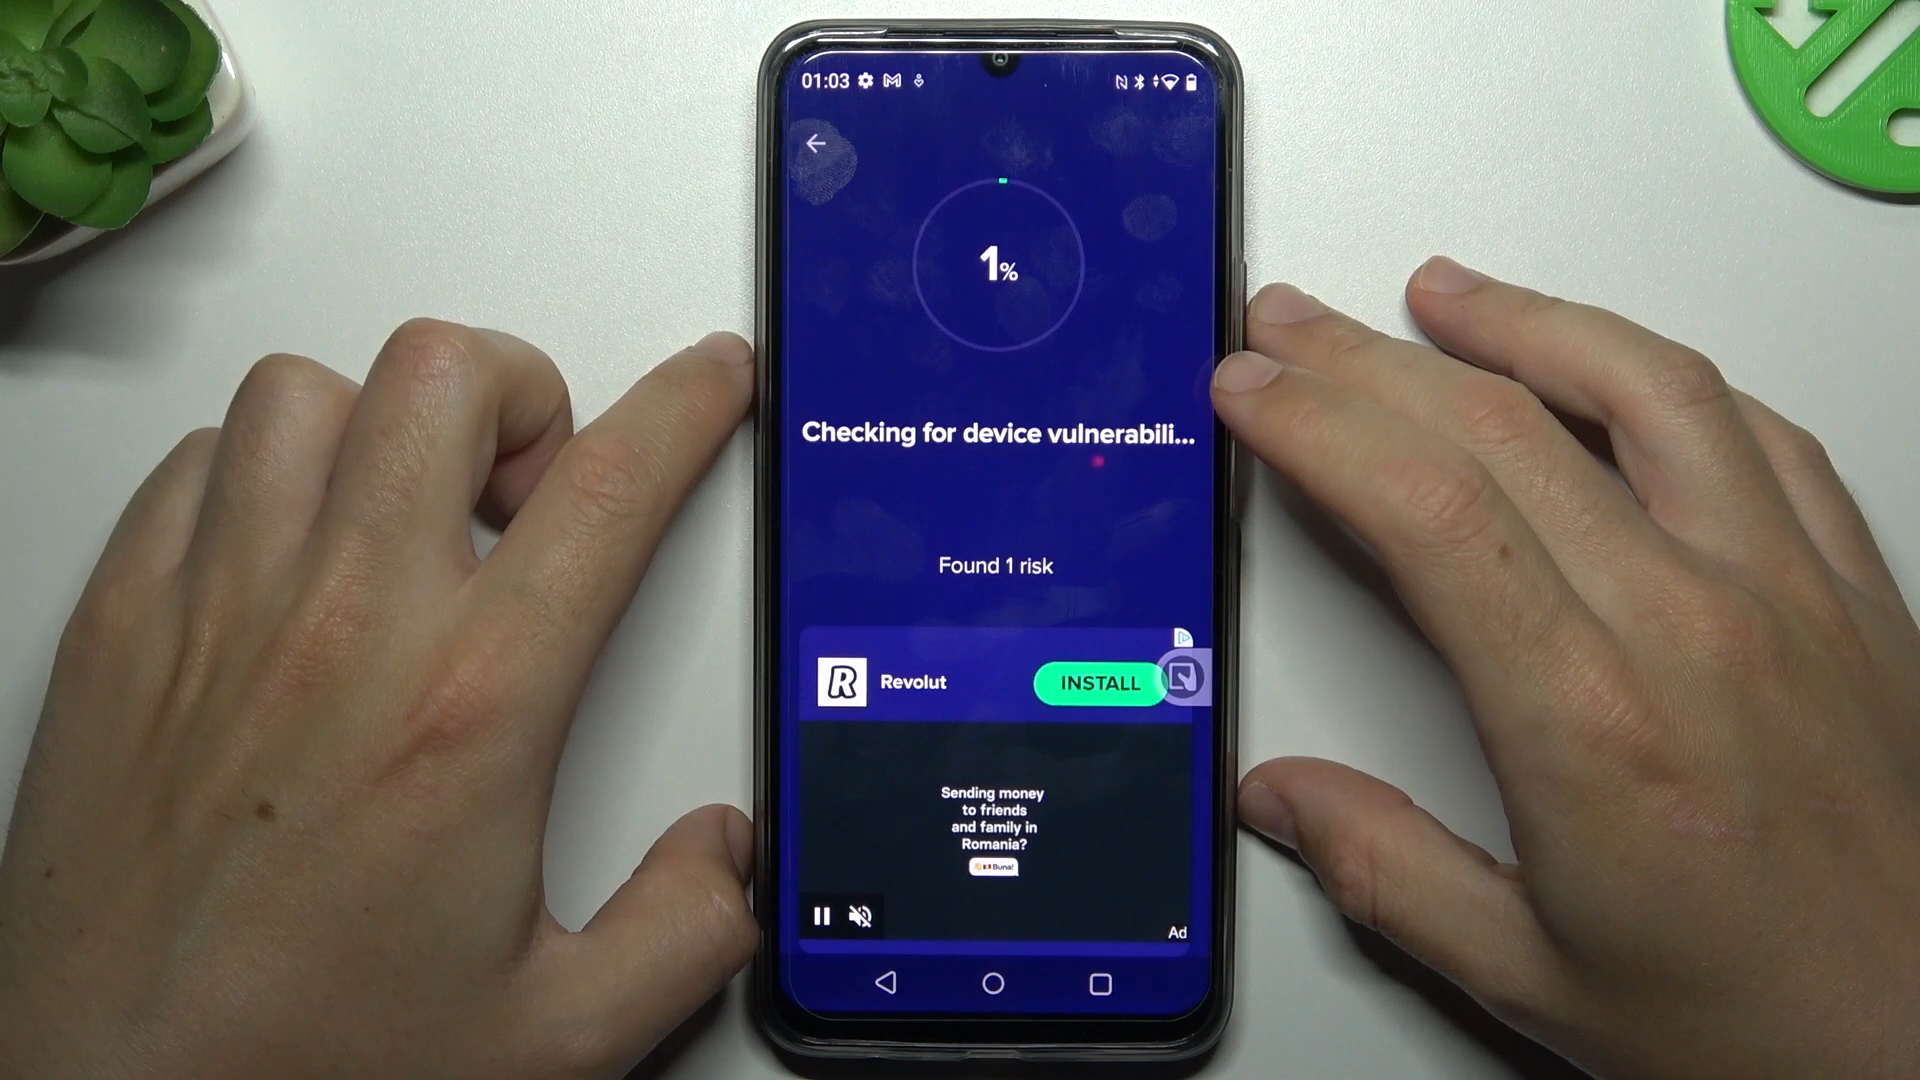 01:03
1%
Checking for device vulnerabili...
Found 1 risk
R Revolut
INSTALL
Sending money
to friends
and family in
Romania?
Buna!
Ad